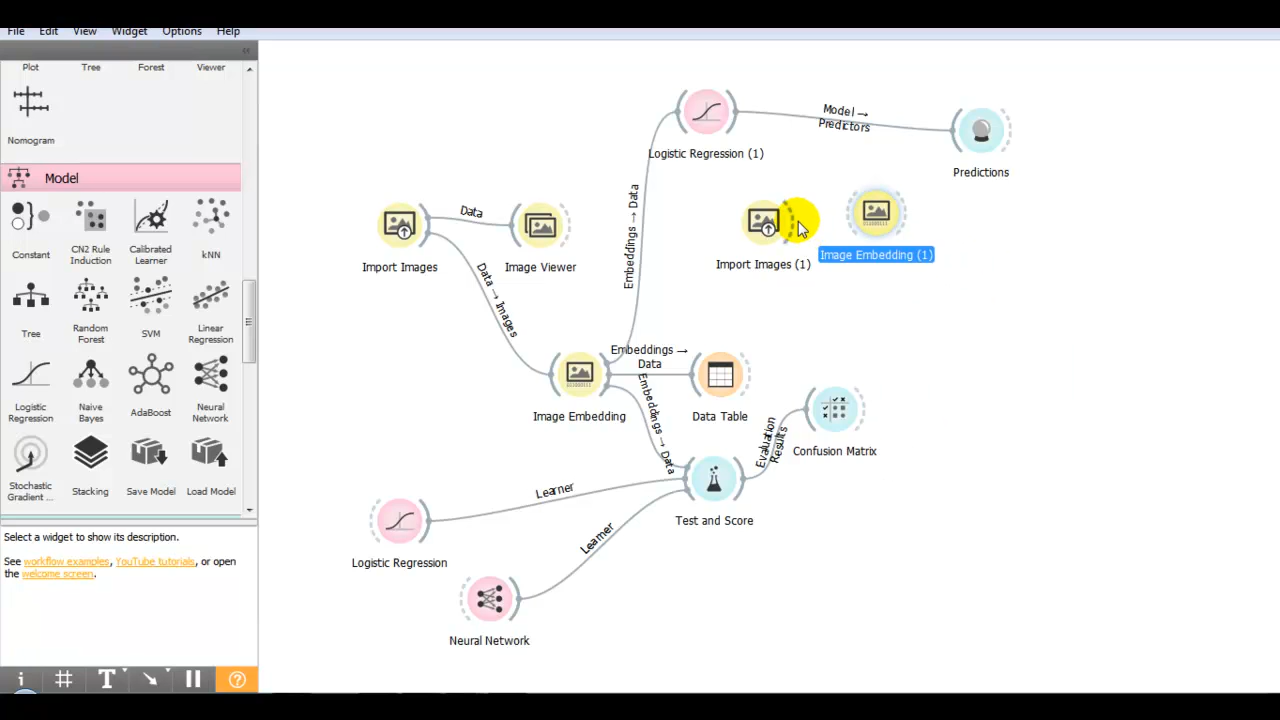 File Edit View Widget Options Help
Plot Tree Forest Viewer
Nomogram
Model
Constant CN2 Rule Induction Calibrated Learner kNN
Tree Random Forest SVM Linear Regression
Logistic Regression Naive Bayes AdaBoost Neural Network
Stochastic Gradient ... Stacking Save Model Load Model
Select a widget to show its description.
See workflow examples, YouTube tutorials, or open
the welcome screen.
Logistic Regression (1)
Model →
Predictors
Predictions
Embeddings → Data
Import Images
Data
Image Viewer
Import Images (1)
Image Embedding (1)
Data → Images
Image Embedding
Embeddings →
Data
Data Table
Embeddings → Data
Evaluation
Results
Confusion Matrix
Test and Score
Learner
Logistic Regression
Learner
Neural Network